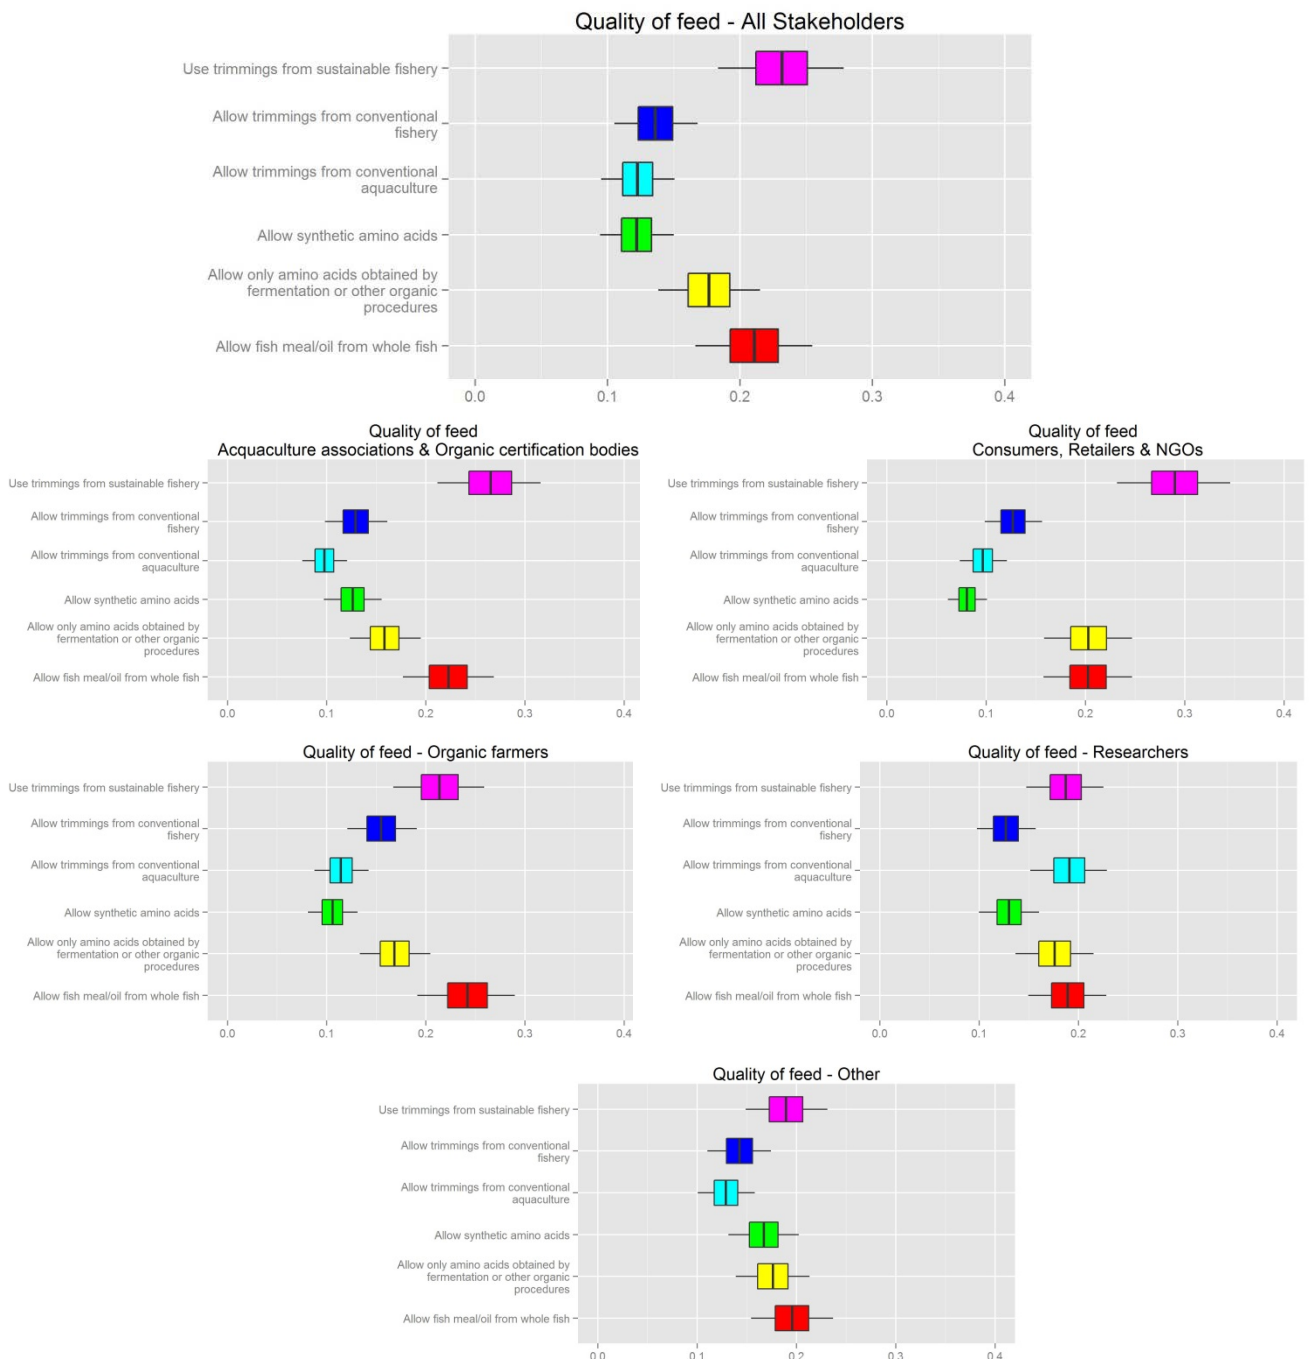 Quality of feed - All Stakeholders
Use trimmings from sustainable fishery
Allow trimmings from conventional
fishery
Allow trimmings from conventional
aquaculture
Allow synthetic amino acids
Allow only amino acids obtained by
fermentation or other organic
procedures
Allow fish meal/oil from whole fish
0.0 0.1 0.2 0.3 0.4
Quality of feed
Acquaculture associations & Organic certification bodies
Use trimmings from sustainable fishery
Allow trimmings from conventional
fishery
Allow trimmings from conventional
aquaculture
Allow synthetic amino acids
Allow only amino acids obtained by
fermentation or other organic
procedures
Allow fish meal/oil from whole fish
0.0 0.1 0.2 0.3 0.4
Quality of feed
Consumers, Retailers & NGOs
Use trimmings from sustainable fishery
Allow trimmings from conventional
fishery
Allow trimmings from conventional
aquaculture
Allow synthetic amino acids
Allow only amino acids obtained by
fermentation or other organic
procedures
Allow fish meal/oil from whole fish
0.0 0.1 0.2 0.3 0.4
Quality of feed - Organic farmers
Use trimmings from sustainable fishery
Allow trimmings from conventional
fishery
Allow trimmings from conventional
aquaculture
Allow synthetic amino acids
Allow only amino acids obtained by
fermentation or other organic
procedures
Allow fish meal/oil from whole fish
0.0 0.1 0.2 0.3 0.4
Quality of feed - Researchers
Use trimmings from sustainable fishery
Allow trimmings from conventional
fishery
Allow trimmings from conventional
aquaculture
Allow synthetic amino acids
Allow only amino acids obtained by
fermentation or other organic
procedures
Allow fish meal/oil from whole fish
0.0 0.1 0.2 0.3 0.4
Quality of feed - Other
Use trimmings from sustainable fishery
Allow trimmings from conventional
fishery
Allow trimmings from conventional
aquaculture
Allow synthetic amino acids
Allow only amino acids obtained by
fermentation or other organic
procedures
Allow fish meal/oil from whole fish
0.0 0.1 0.2 0.3 0.4